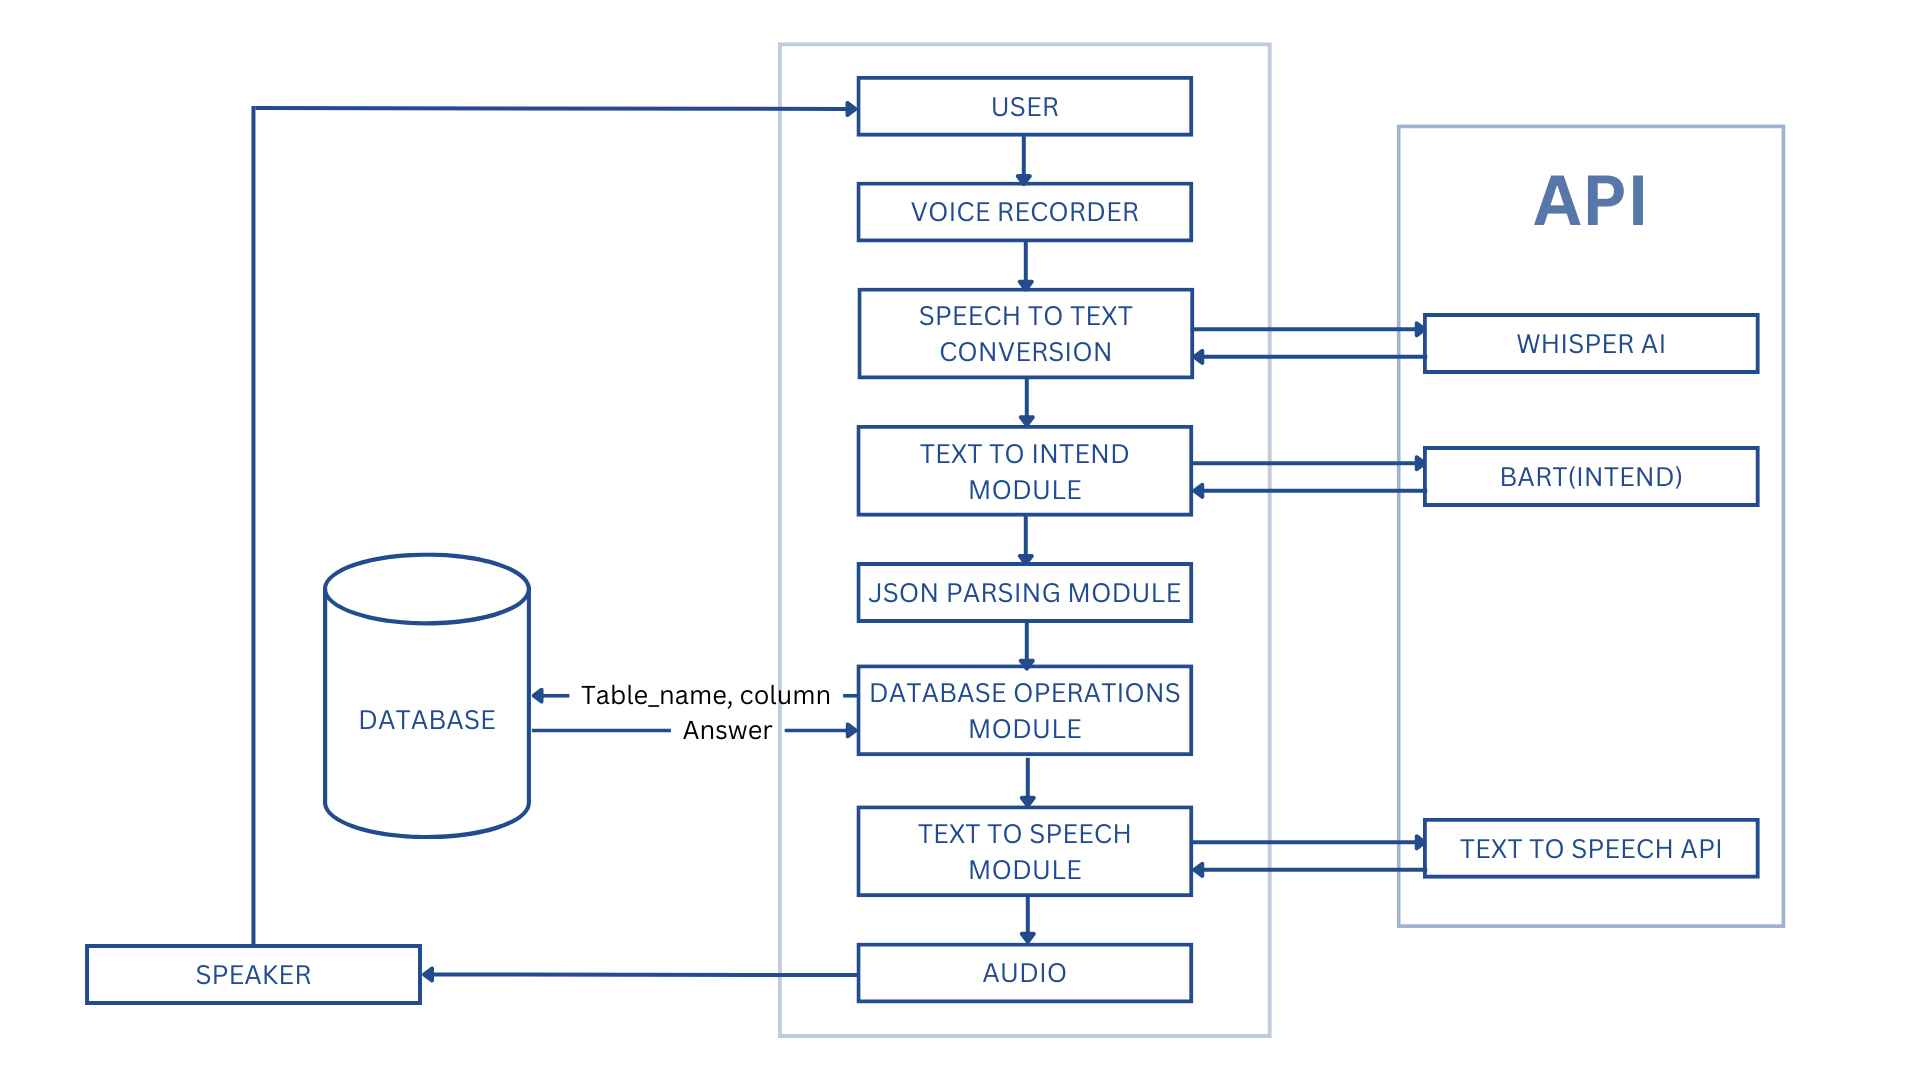 USER
VOICE RECORDER
API
SPEECH TO TEXT
CONVERSION
WHISPER AI
TEXT TO INTEND
MODULE
BART(INTEND)
JSON PARSING MODULE
DATABASE
Table_name, column
Answer
DATABASE OPERATIONS
MODULE
TEXT TO SPEECH
MODULE
TEXT TO SPEECH API
SPEAKER
AUDIO